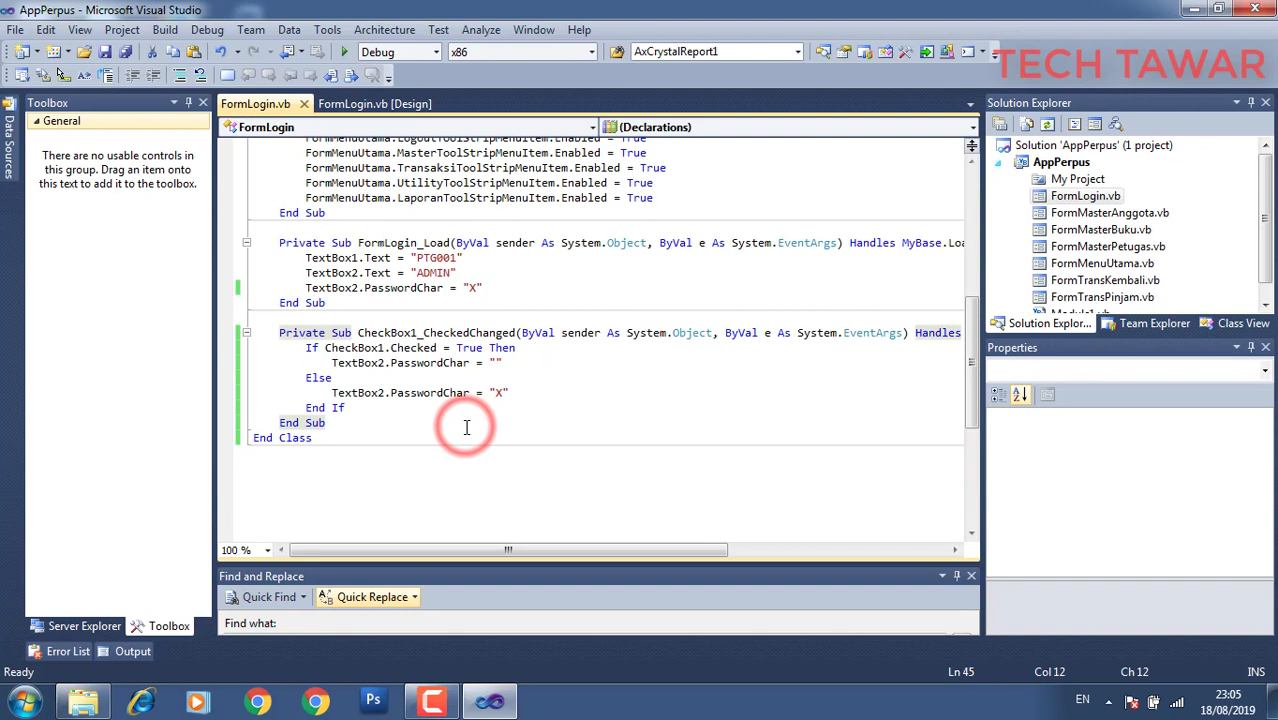 AppPerpus - Microsoft Visual Studio
File Edit View Project Build Debug Team Data Tools Architecture Test Analyze Window Help
Debug x86 AxCrystalReport1
TECH TAWAR
Toolbox
General
There are no usable controls in
this group. Drag an item onto
this text to add it to the toolbox.
Server Explorer Toolbox
Data Sources
FormLogin.vb FormLogin.vb [Design]
FormLogin (Declarations)
FormMenuUtama.LogoutToolStripMenuItem.Enabled = True
FormMenuUtama.MasterToolStripMenuItem.Enabled = True
FormMenuUtama.TransaksiToolStripMenuItem.Enabled = True
FormMenuUtama.UtilityToolStripMenuItem.Enabled = True
FormMenuUtama.LaporanToolStripMenuItem.Enabled = True
End Sub
Private Sub FormLogin_Load(ByVal sender As System.Object, ByVal e As System.EventArgs) Handles MyBase.Loa
TextBox1.Text = "PTG001"
TextBox2.Text = "ADMIN"
TextBox2.PasswordChar = "X"
End Sub
Private Sub CheckBox1_CheckedChanged(ByVal sender As System.Object, ByVal e As System.EventArgs) Handles
If CheckBox1.Checked = True Then
TextBox2.PasswordChar = ""
Else
TextBox2.PasswordChar = "X"
End If
End Sub
End Class
100 %
Find and Replace
Quick Find Quick Replace
Find what:
Solution Explorer
Solution 'AppPerpus' (1 project)
AppPerpus
My Project
FormLogin.vb
FormMasterAnggota.vb
FormMasterBuku.vb
FormMasterPetugas.vb
FormMenuUtama.vb
FormTransKembali.vb
FormTransPinjam.vb
Solution Explor... Team Explorer Class View
Properties
Error List Output
Ready Ln 45 Col 12 Ch 12 INS
Ps EN 23:05
18/08/2019